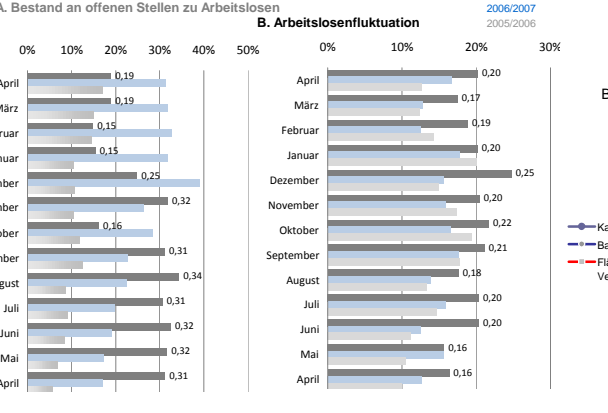 A. Bestand an offenen Stellen zu Arbeitslosen
2006/2007
B. Arbeitslosenfluktuation
2005/2006
0% 10% 20% 30% 40% 50%
April 0,19
März 0,19
0,15
0,15
0,25
0,32
0,16
0,31
0,34
Juli 0,31
Juni 0,32
Mai 0,32
April 0,31
0% 10% 20% 30%
April 0,20
März 0,17
Februar 0,19
Januar 0,20
Dezember 0,25
November 0,20
Oktober 0,22
September 0,21
August 0,18
Juli 0,20
Juni 0,20
Mai 0,16
April 0,16